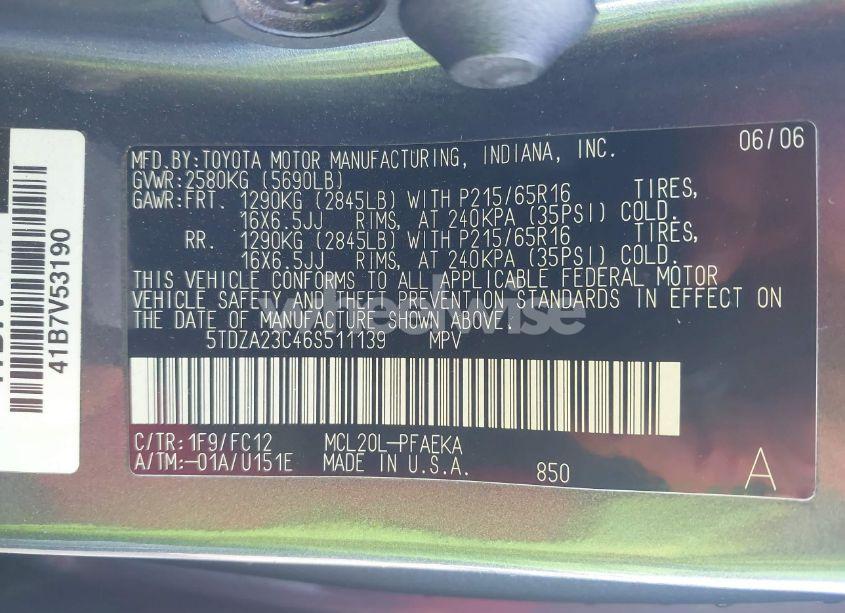 06/06
MFD.BY:TOYOTA MOTOR MANUFACTURING, INDIANA, INC.
GVWR:2580KG (5690LB)
GAWR:FRT. 1290KG (2845LB) WITH P215/65R16 TIRES,
16X6.5JJ RIMS, AT 240KPA (35PSI) COLD.
RR. 1290KG (2845LB) WITH P215/65R16 TIRES,
16X6.5JJ RIMS, AT 240KPA (35PSI) COLD.
THIS VEHICLE CONFORMS TO ALL APPLICABLE FEDERAL MOTOR
VEHICLE SAFETY AND THEFT PREVENTION STANDARDS IN EFFECT ON
THE DATE OF MANUFACTURE SHOWN ABOVE.
5TDZA23C46S511139 MPV
C/TR:1F9/FC12 MCL20L-PFAEKA
A/TM:-01A/U151E MADE IN U.S.A. 850 A
41B7V53190
wheelwise